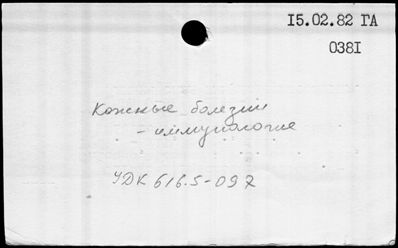 15.02.82 ГА
0381
Кожные болезни
- иммунология
УДК 616.5-097